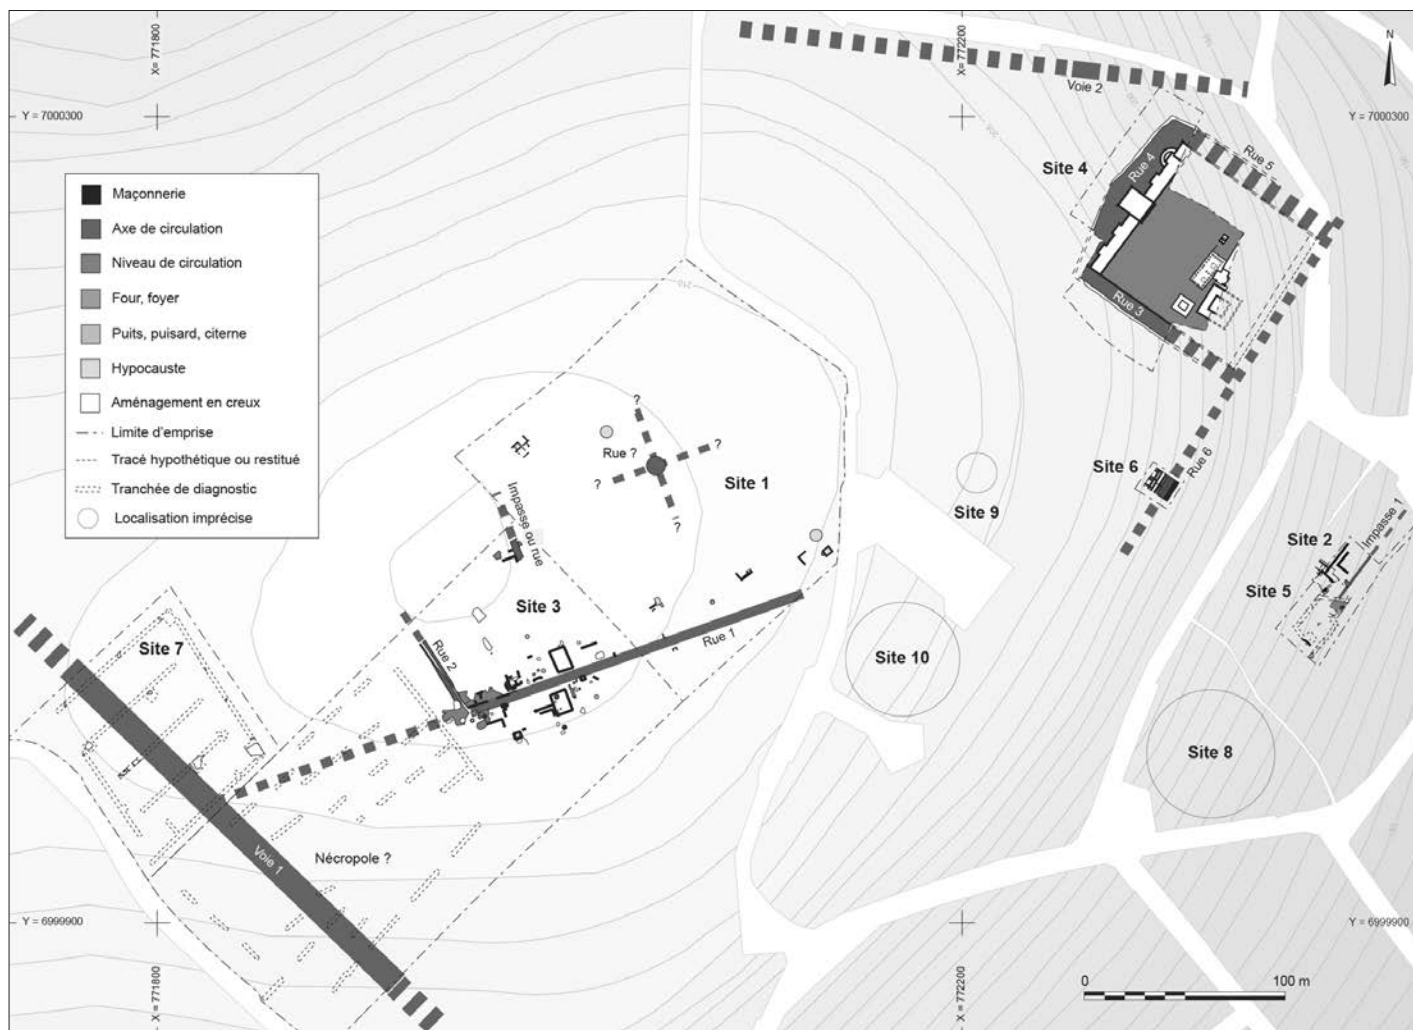 X= 771800
X= 772200
N
Voie 2
Y = 7000300
Y = 7000300
Rue 5
Site 4
Rue 4
Maçonnerie
Axe de circulation
Niveau de circulation
Four, foyer
Puits, puisard, citerne
Hypocauste
Aménagement en creux
Limite d'emprise
Tracé hypothétique ou restitué
Tranchée de diagnostic
Localisation imprécise
210
Rue 3
?
?
Rue ?
?
?
Site 1
Site 6
Rue 6
Impasse ou rue
Site 9
Impasse 1
Site 2
Site 5
Site 3
Rue 1
Site 7
Rue 2
Site 10
Site 8
Voie 1
Nécropole ?
Y = 6999900
Y = 6999900
X = 771800
X = 772200
0
100 m